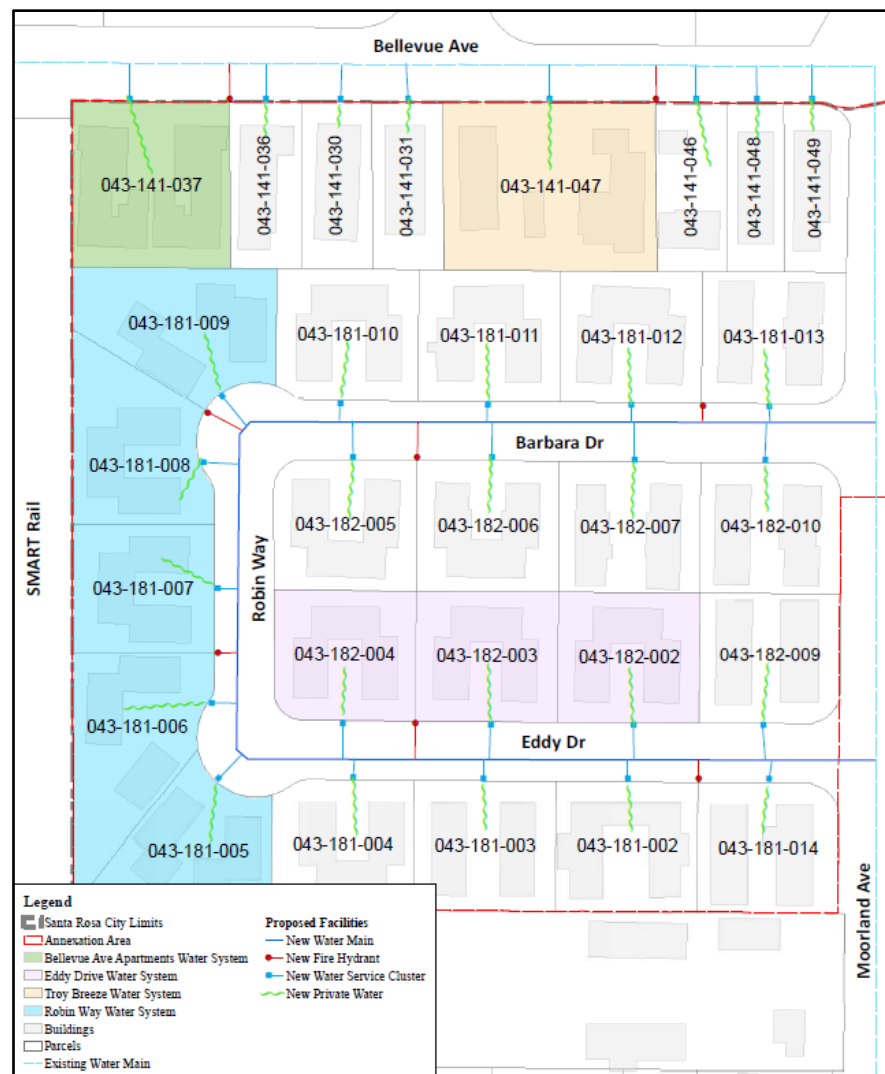 Bellevue Ave
043-141-037
043-141-036
043-141-030
043-141-031
043-141-047
043-141-046
043-141-048
043-141-049
043-181-009
043-181-010
043-181-011
043-181-012
043-181-013
Barbara Dr
043-181-008
043-182-005
043-182-006
043-182-007
043-182-010
SMART Rail
Robin Way
043-181-007
043-182-004
043-182-003
043-182-002
043-182-009
043-181-006
Eddy Dr
043-181-005
043-181-004
043-181-003
043-181-002
043-181-014
Moorland Ave
Legend
Santa Rosa City Limits
Annexation Area
Bellevue Ave Apartments Water System
Eddy Drive Water System
Troy Breeze Water System
Robin Way Water System
Buildings
Parcels
Existing Water Main
Proposed Facilities
New Water Main
New Fire Hydrant
New Water Service Cluster
New Private Water